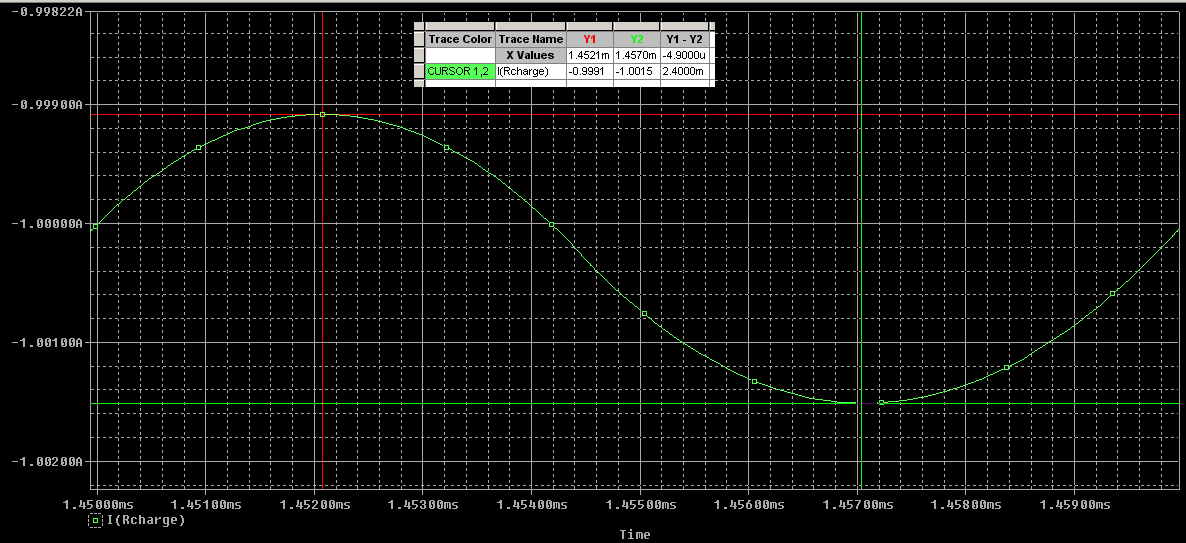 -0.99822A
Trace Color Trace Name Y1 Y2 Y1 - Y2
X Values 1.4521m 1.4570m -4.9000u
CURSOR 1,2 I(Rcharge) -0.9991 -1.0015 2.4000m
-0.99900A
-1.00000A
-1.00100A
-1.00200A
1.45000ms 1.45100ms 1.45200ms 1.45300ms 1.45400ms 1.45500ms 1.45600ms 1.45700ms 1.45800ms 1.45900ms
I(Rcharge)
Time